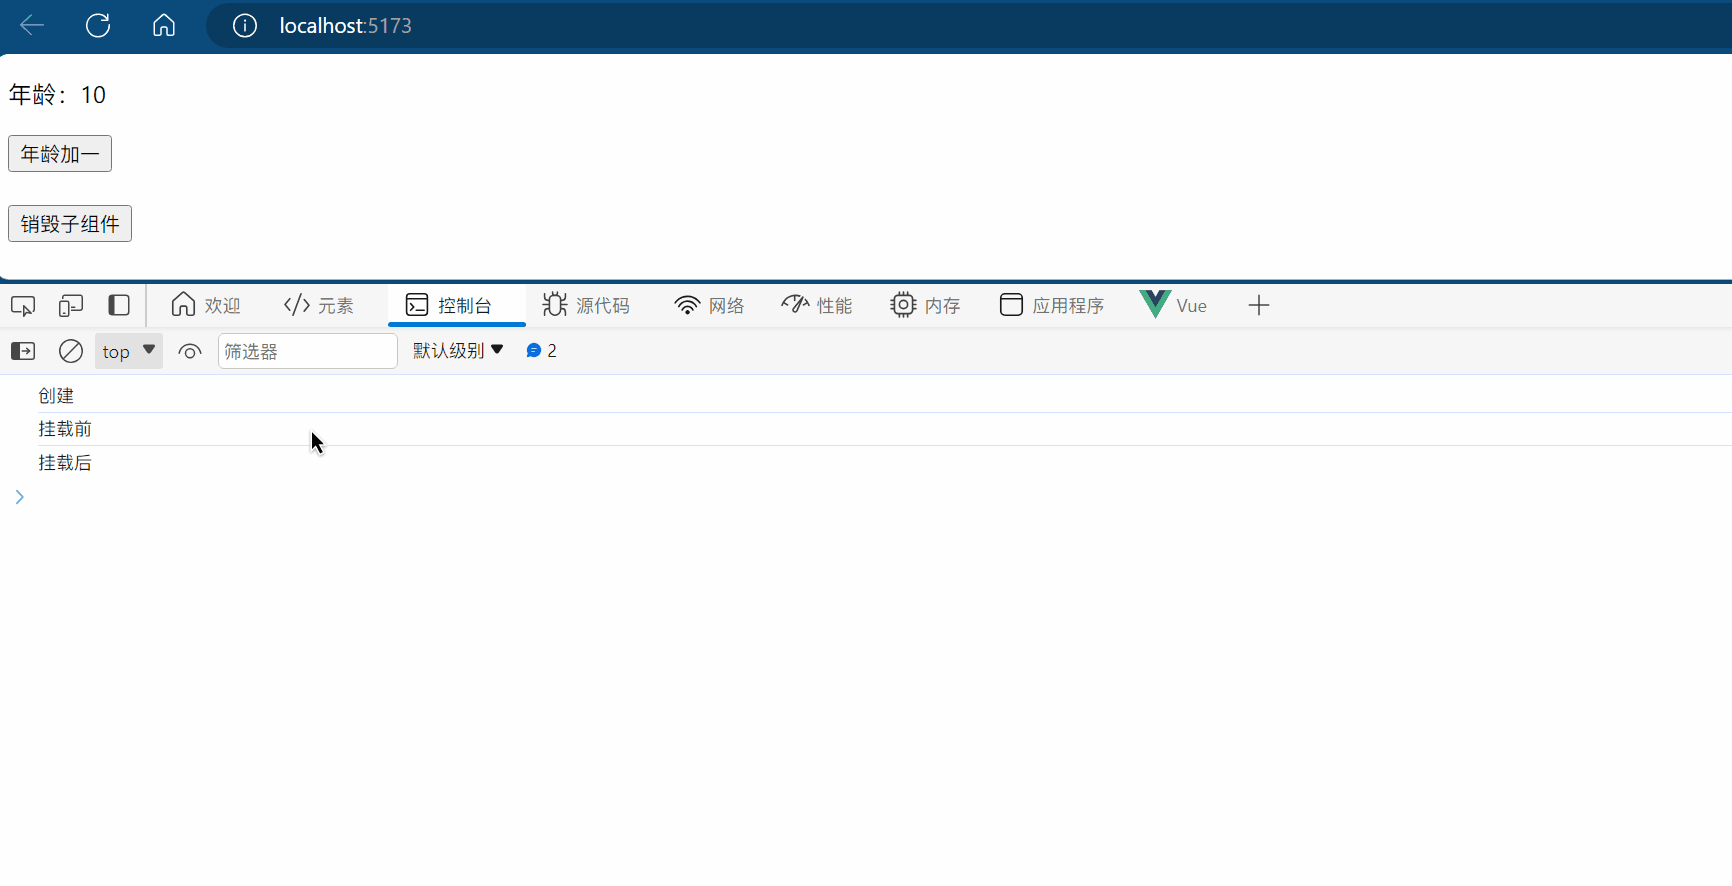 localhost:5173
年龄：10
年龄加一
销毁子组件
欢迎 元素 控制台 源代码 网络 性能 内存 应用程序 Vue
top 筛选器 默认级别 2
创建
挂载前
挂载后